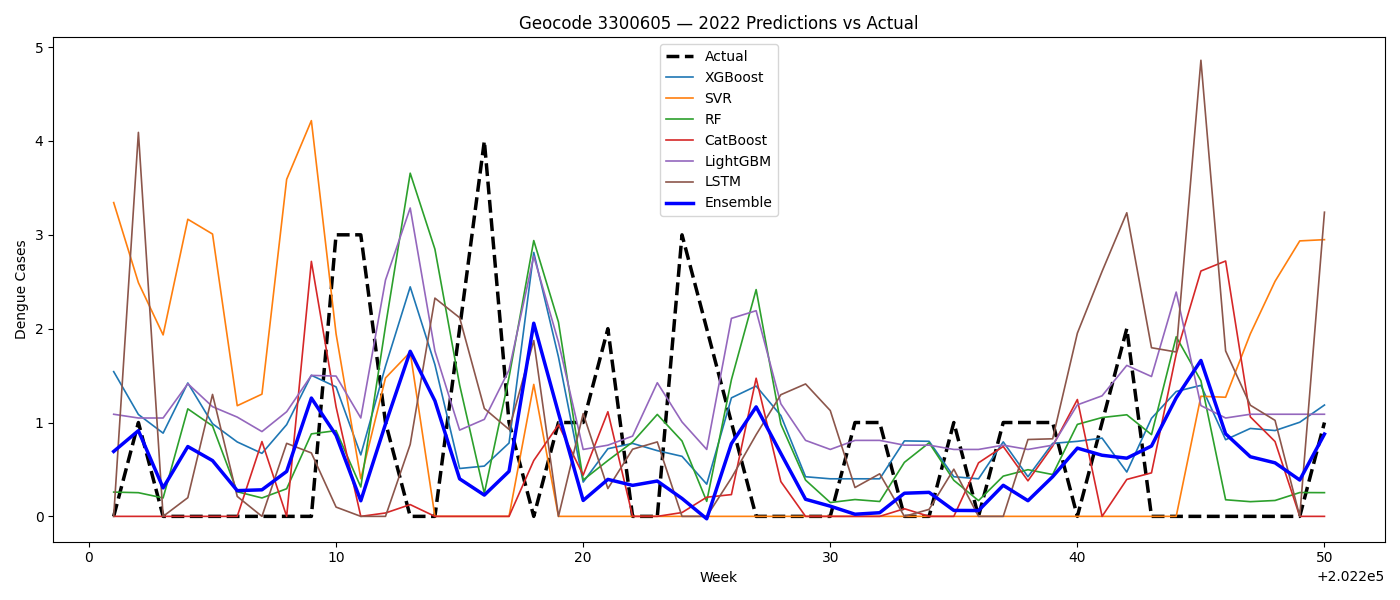 Geocode 3300605 — 2022 Predictions vs Actual
Dengue Cases
5
4
3
2
1
0
Actual
XGBoost
SVR
RF
CatBoost
LightGBM
LSTM
Ensemble
0 10 20 30 40 50
Week
+2.022e5